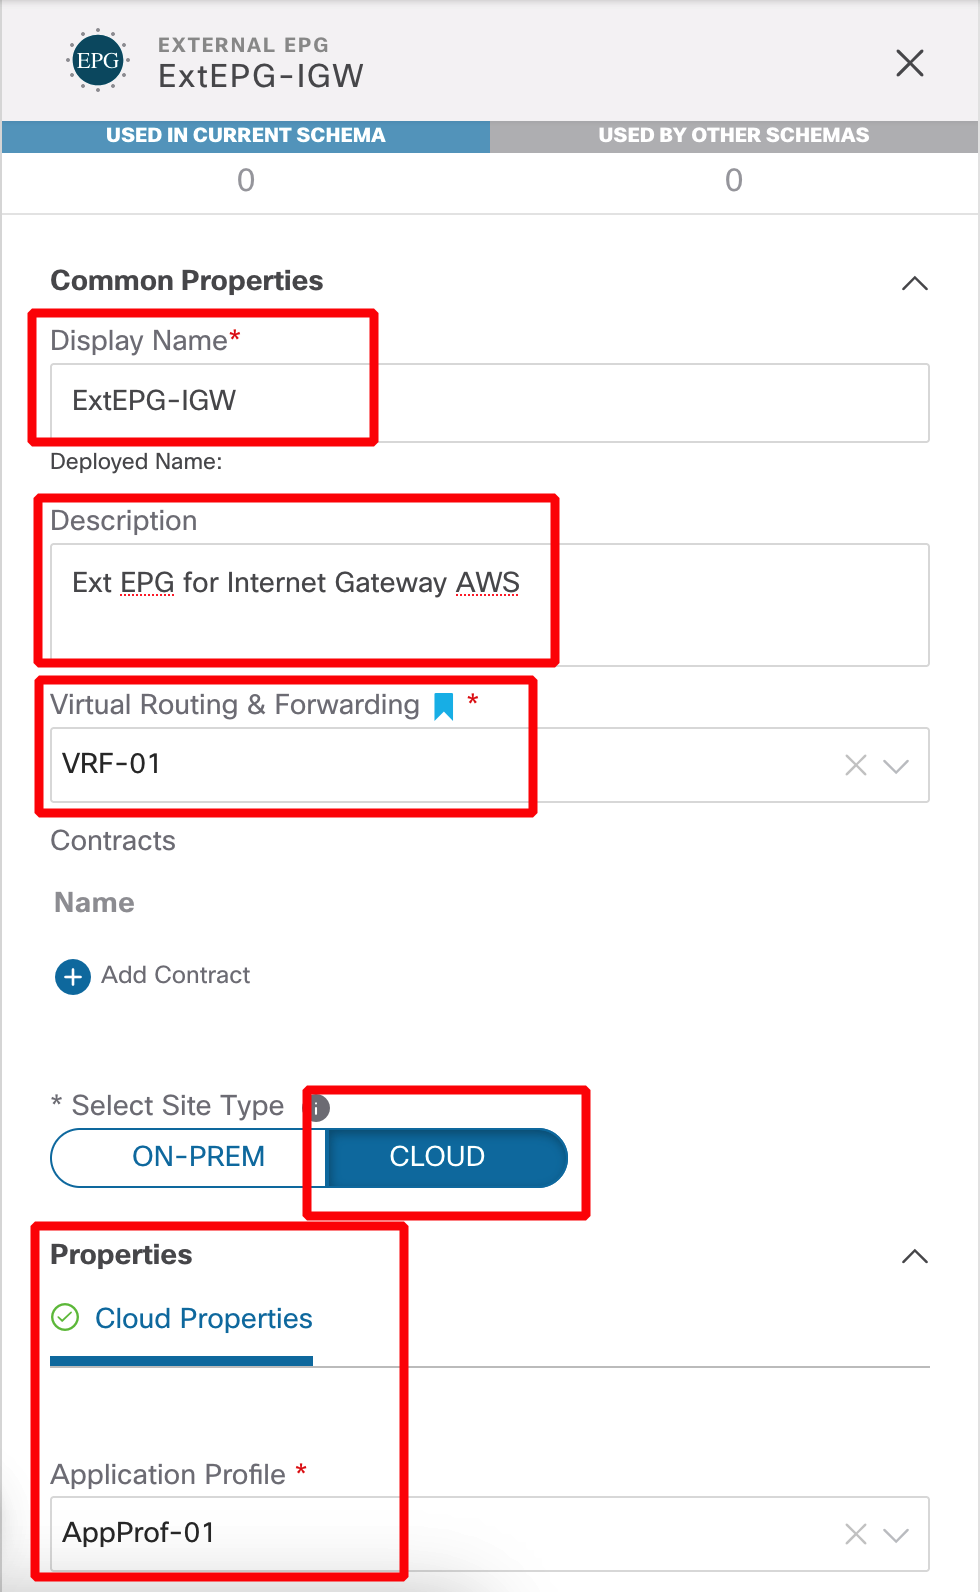 EPG
EXTERNAL EPG
ExtEPG-IGW
USED IN CURRENT SCHEMA
USED BY OTHER SCHEMAS
0
0
Common Properties
Display Name*
ExtEPG-IGW
Deployed Name:
Description
Ext EPG for Internet Gateway AWS
Virtual Routing & Forwarding *
VRF-01
Contracts
Name
Add Contract
* Select Site Type i
ON-PREM
CLOUD
Properties
Cloud Properties
Application Profile *
AppProf-01